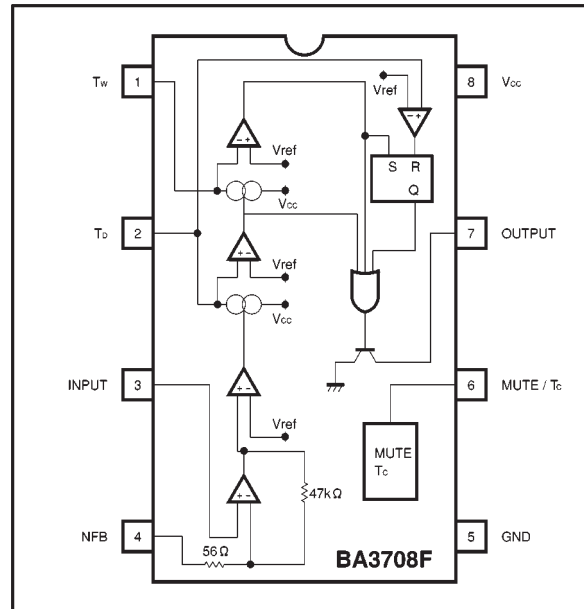 Tw 1
TD 2
INPUT 3
NFB 4
8 Vcc
7 OUTPUT
6 MUTE / Tc
5 GND
Vref
− +
S R
Q
− +
Vref
Vcc
+ −
Vref
Vcc
+ −
Vref
MUTE
Tc
+ −
47kΩ
56Ω
BA3708F